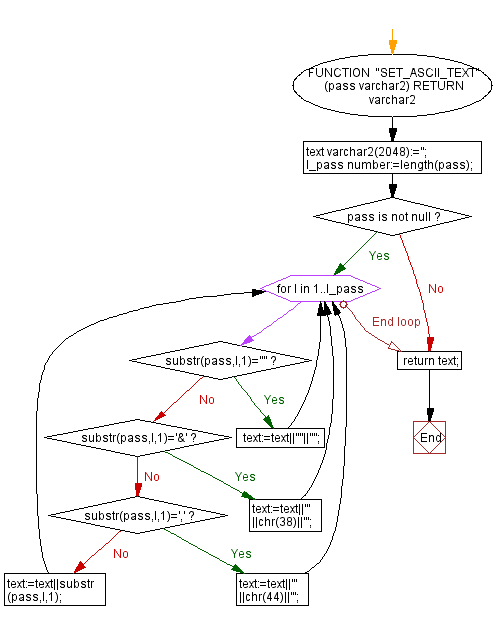 FUNCTION "SET_ASCII_TEXT"
(pass varchar2) RETURN
varchar2
text varchar2(2048):='';
l_pass number:=length(pass);
pass is not null ?
Yes
No
for I in 1..l_pass
End loop
substr(pass,I,1)='''' ?
return text;
No
Yes
text:=text||''''||'''';
End
substr(pass,I,1)='&' ?
No
Yes
text:=text||'''
||chr(38)||''';
substr(pass,I,1)=',' ?
No
Yes
text:=text||substr
(pass,I,1);
text:=text||'''
||chr(44)||''';